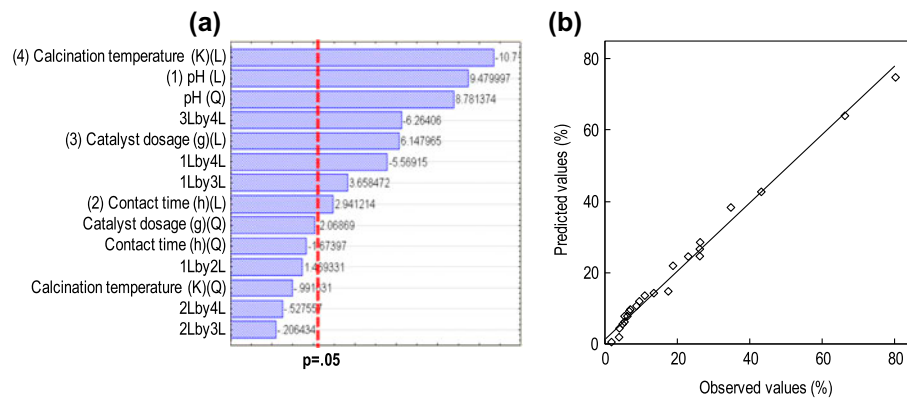 (a)
(4) Calcination temperature (K)(L)
-10.7
(1) pH (L)
9.479997
pH (Q)
8.781374
3Lby4L
-6.26406
(3) Catalyst dosage (g)(L)
6.147965
1Lby4L
-5.56915
1Lby3L
3.658472
(2) Contact time (h)(L)
2.941214
Catalyst dosage (g)(Q)
-2.06869
Contact time (h)(Q)
1Lby2L
Calcination temperature (K)(Q)
2Lby4L
2Lby3L
-.206434
p=.05
(b)
Predicted values (%)
80
60
40
20
0
0
20
40
60
80
Observed values (%)